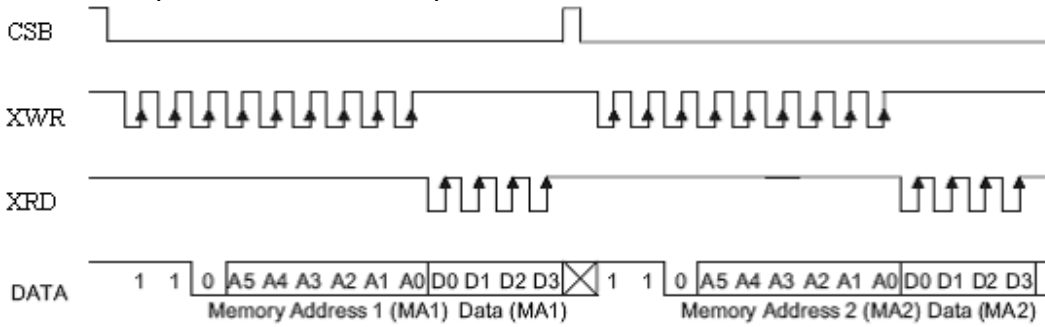 CSB
XWR
XRD
DATA 1 1 0 A5 A4 A3 A2 A1 A0 D0 D1 D2 D3 1 1 0 A5 A4 A3 A2 A1 A0 D0 D1 D2 D3
Memory Address 1 (MA1) Data (MA1) Memory Address 2 (MA2) Data (MA2)